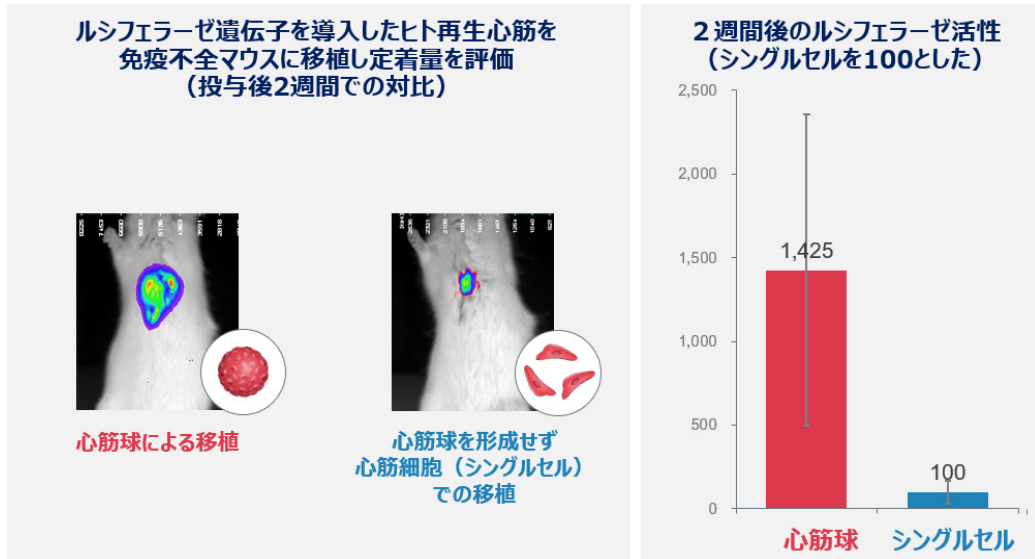 ルシフェラーゼ遺伝子を導入したヒト再生心筋を
免疫不全マウスに移植し定着量を評価
（投与後2週間での対比）
心筋球による移植
心筋球を形成せず
心筋細胞（シングルセル）
での移植
２週間後のルシフェラーゼ活性
（シングルセルを100とした）
2,500
2,000
1,500
1,000
500
0
1,425
100
心筋球
シングルセル